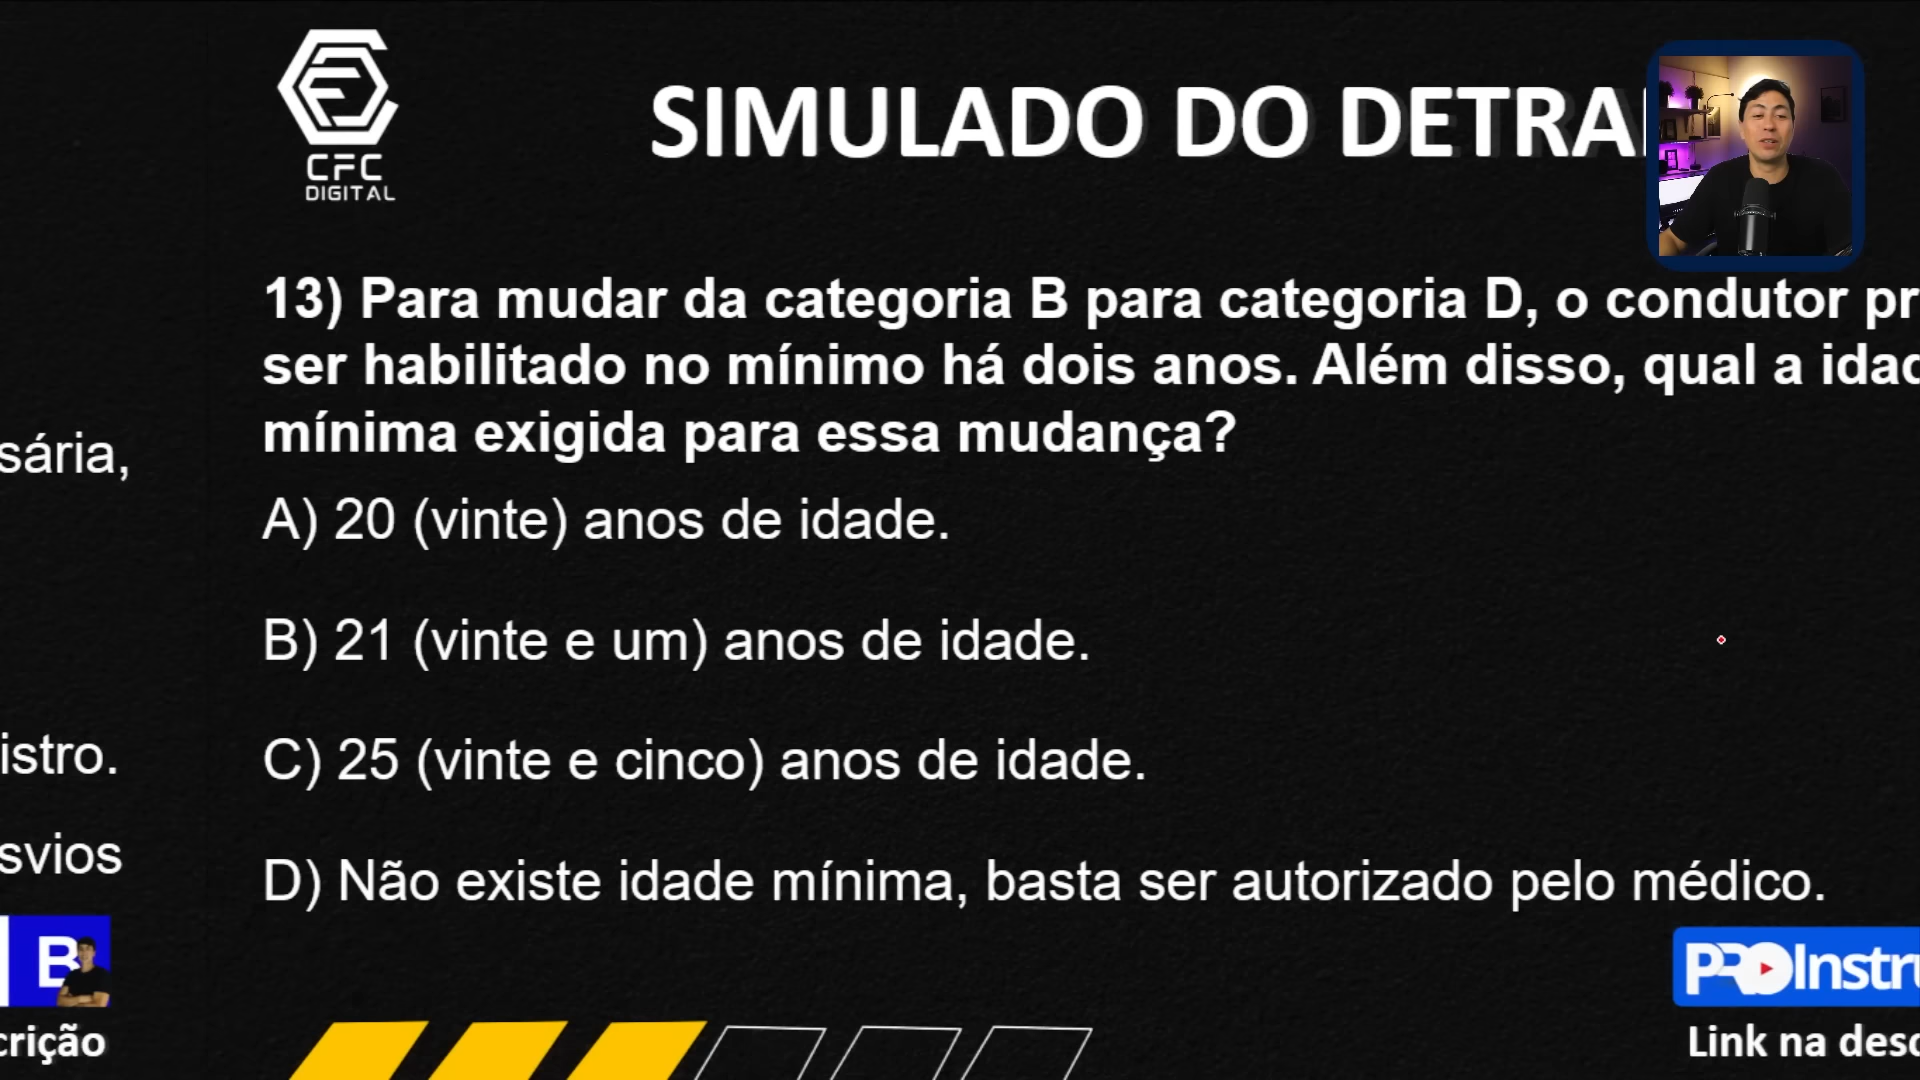 CFC
DIGITAL
SIMULADO DO DETRA
13) Para mudar da categoria B para categoria D, o condutor pr
ser habilitado no mínimo há dois anos. Além disso, qual a idad
mínima exigida para essa mudança?
sária,
A) 20 (vinte) anos de idade.
B) 21 (vinte e um) anos de idade.
istro.
C) 25 (vinte e cinco) anos de idade.
svios
D) Não existe idade mínima, basta ser autorizado pelo médico.
B
PROInstru
crição
Link na desc